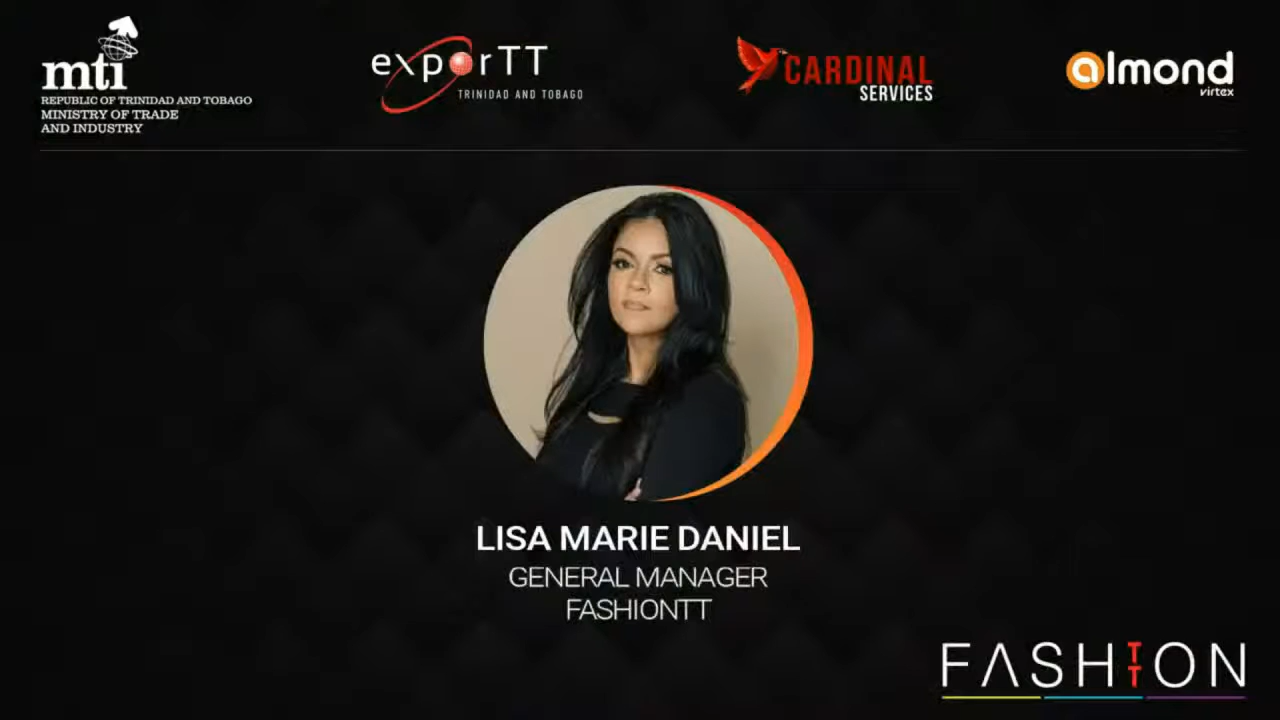 mti
REPUBLIC OF TRINIDAD AND TOBAGO
MINISTRY OF TRADE
AND INDUSTRY
exporTT
TRINIDAD AND TOBAGO
CARDINAL
SERVICES
almond
virtex
LISA MARIE DANIEL
GENERAL MANAGER
FASHIONTT
FASHTTON